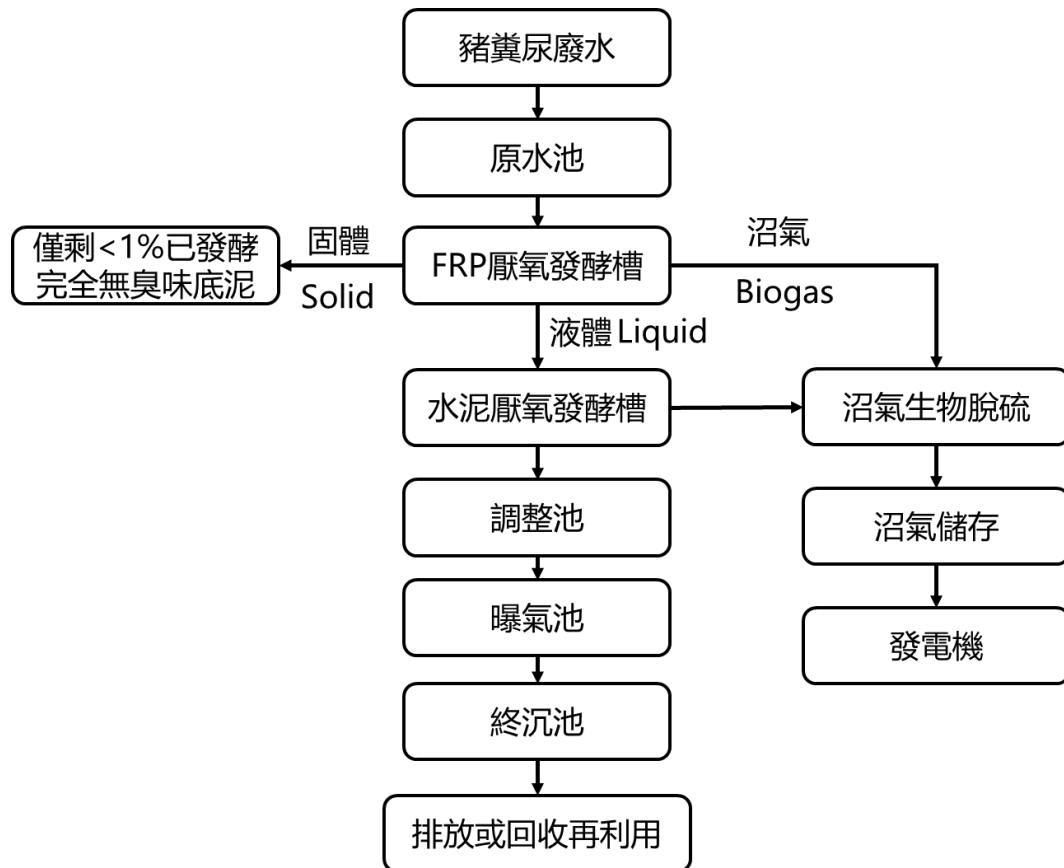 豬糞尿廢水
原水池
僅剩<1%已發酵
完全無臭味底泥
固體
Solid
FRP厭氧發酵槽
沼氣
Biogas
液體 Liquid
水泥厭氧發酵槽
沼氣生物脫硫
調整池
沼氣儲存
曝氣池
發電機
終沉池
排放或回收再利用